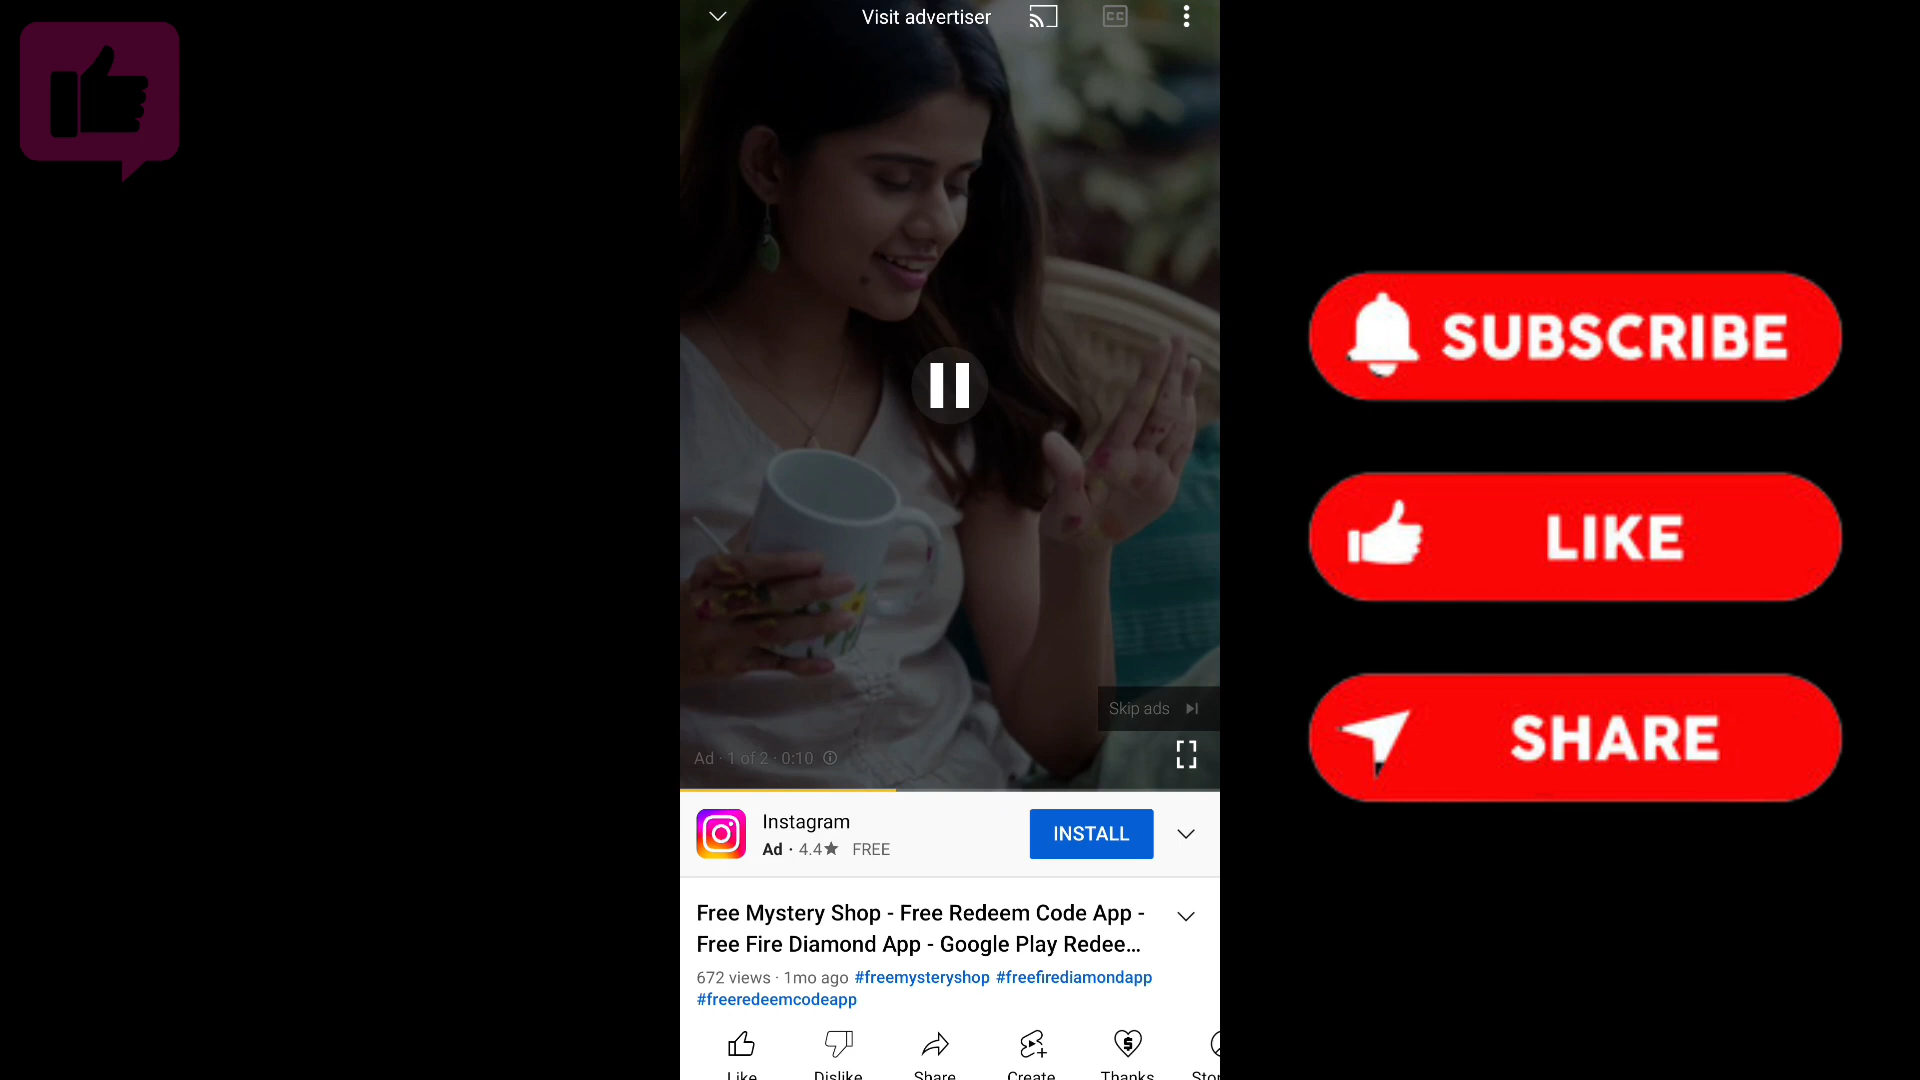 Visit advertiser
CC
Skip ads
Ad · 1 of 2 · 0:10
Instagram
Ad · 4.4★ FREE
INSTALL
Free Mystery Shop - Free Redeem Code App -
Free Fire Diamond App - Google Play Redee...
672 views · 1mo ago #freemysteryshop #freefirediamondapp
#freeredeemcodeapp
Like Dislike Share Create Thanks
SUBSCRIBE
LIKE
SHARE